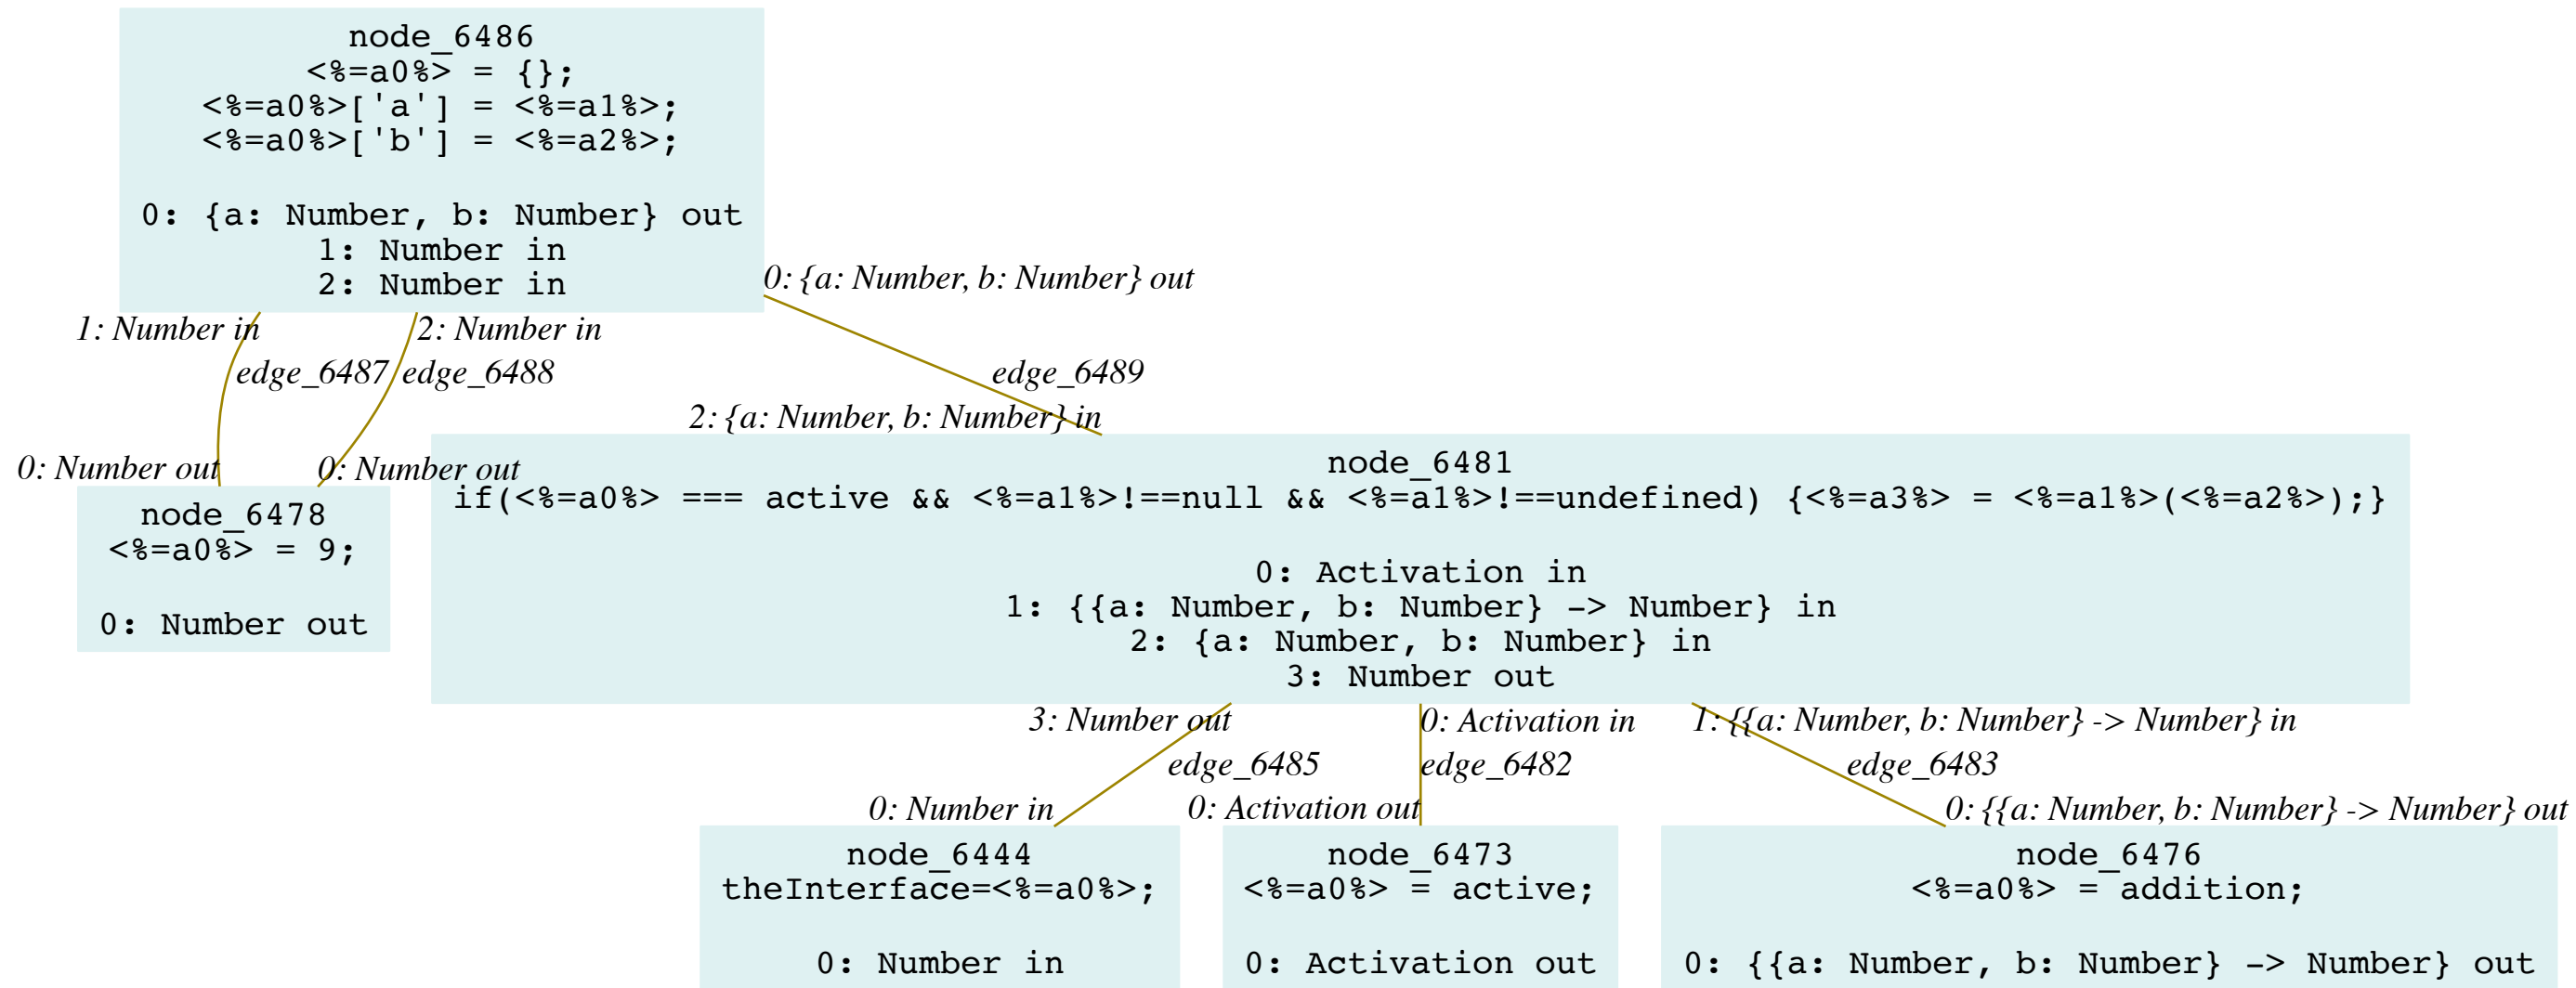 node_6486
<%=a0%> = {};
<%=a0%>['a'] = <%=a1%>;
<%=a0%>['b'] = <%=a2%>;
0: {a: Number, b: Number} out
1: Number in
2: Number in
0: {a: Number, b: Number} out
1: Number in
2: Number in
edge_6487
edge_6488
edge_6489
2: {a: Number, b: Number} in
0: Number out
0: Number out
node_6478
<%=a0%> = 9;
0: Number out
node_6481
if(<%=a0%> === active && <%=a1%>!==null && <%=a1%>!==undefined) {<%=a3%> = <%=a1%>(<%=a2%>);}
0: Activation in
1: {{a: Number, b: Number} -> Number} in
2: {a: Number, b: Number} in
3: Number out
3: Number out
0: Activation in
1: {{a: Number, b: Number} -> Number} in
edge_6485
edge_6482
edge_6483
0: Number in
0: Activation out
0: {{a: Number, b: Number} -> Number} out
node_6444
theInterface=<%=a0%>;
0: Number in
node_6473
<%=a0%> = active;
0: Activation out
node_6476
<%=a0%> = addition;
0: {{a: Number, b: Number} -> Number} out